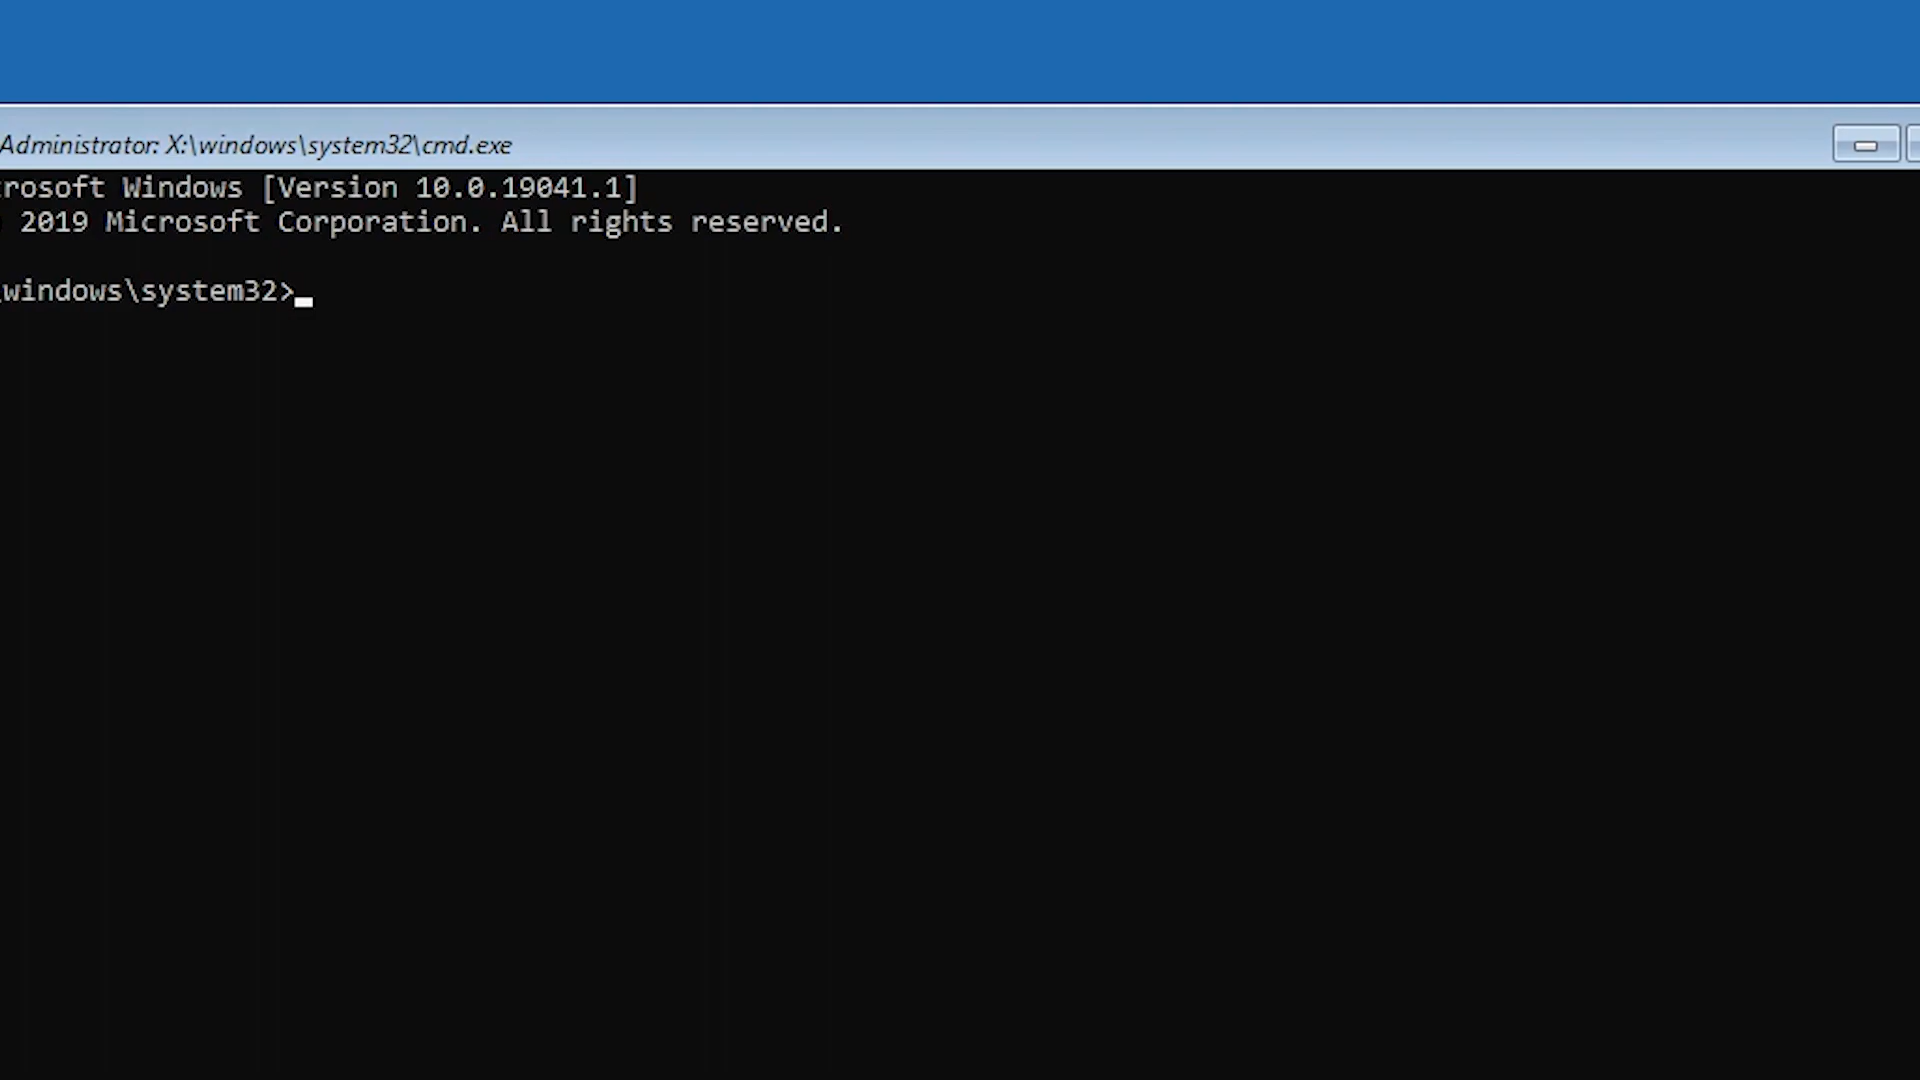 Administrator: X:\windows\system32\cmd.exe
rosoft Windows [Version 10.0.19041.1]
2019 Microsoft Corporation. All rights reserved.
\windows\system32>